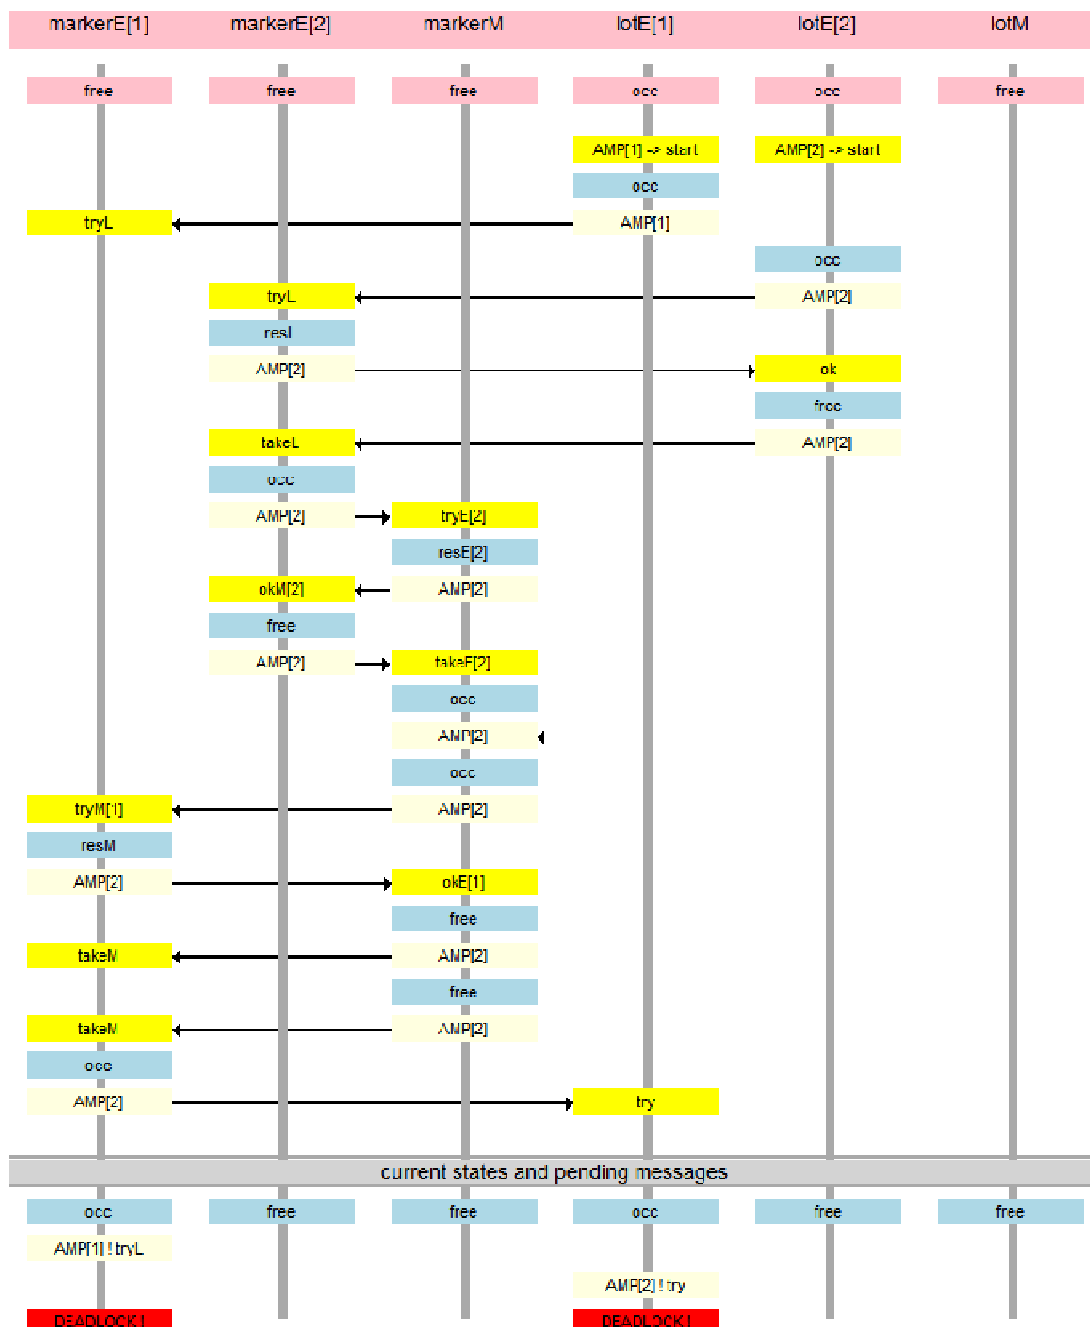 markerE[1] markerE[2] markerM lotE[1] lotE[2] lotM
free free free occ occ free
AMP[1] -> start AMP[2] -> start
occ
tryL AMP[1]
occ
tryL AMP[2]
resL
AMP[2] ok
free
takeL AMP[2]
occ
AMP[2] tryE[2]
resE[2]
okM[2] AMP[2]
free
AMP[2] takeE[2]
occ
AMP[2]
occ
tryM[1] AMP[2]
resM
AMP[2] okE[1]
free
takeM AMP[2]
free
takeM AMP[2]
occ
AMP[2] try
current states and pending messages
occ free free occ free free
AMP[1] ! tryL
AMP[2] ! try
DEADLOCK! DEADLOCK!